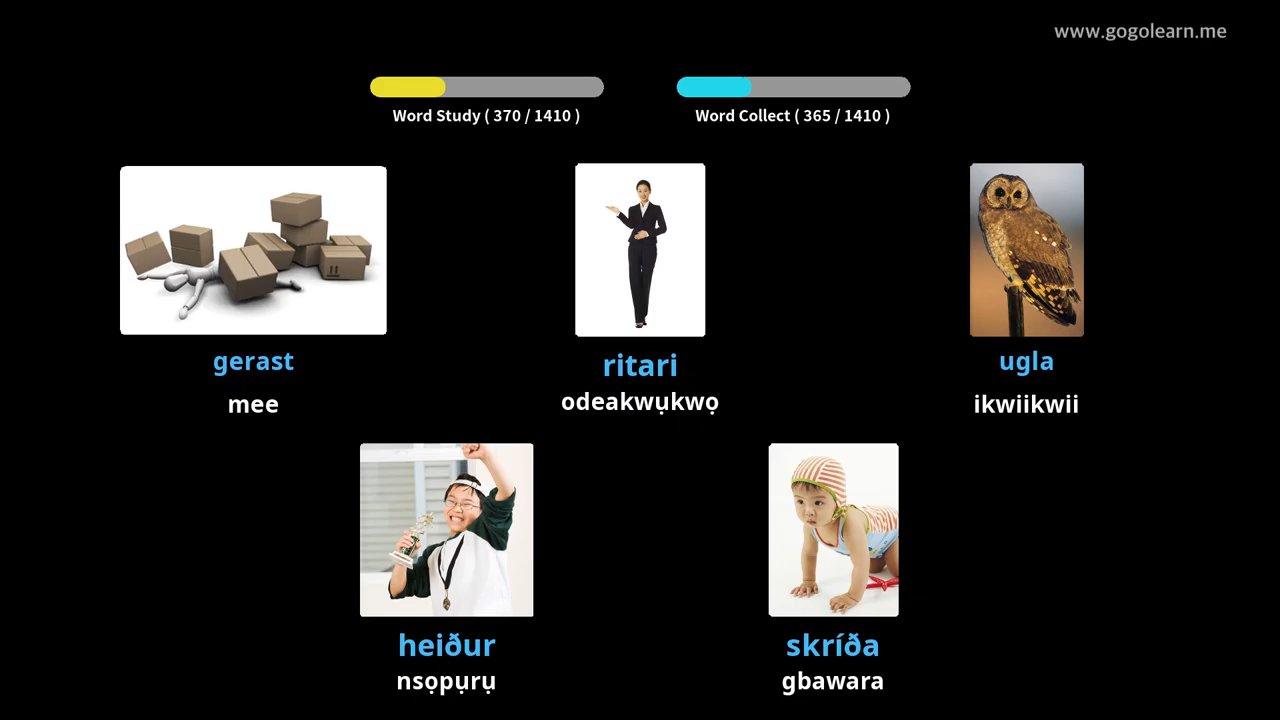 www.gogolearn.me
Word Study ( 370 / 1410 )
Word Collect ( 365 / 1410 )
gerast
mee
ritari
odeakwụkwọ
ugla
ikwiikwii
heiður
nsọpụrụ
skríða
gbawara